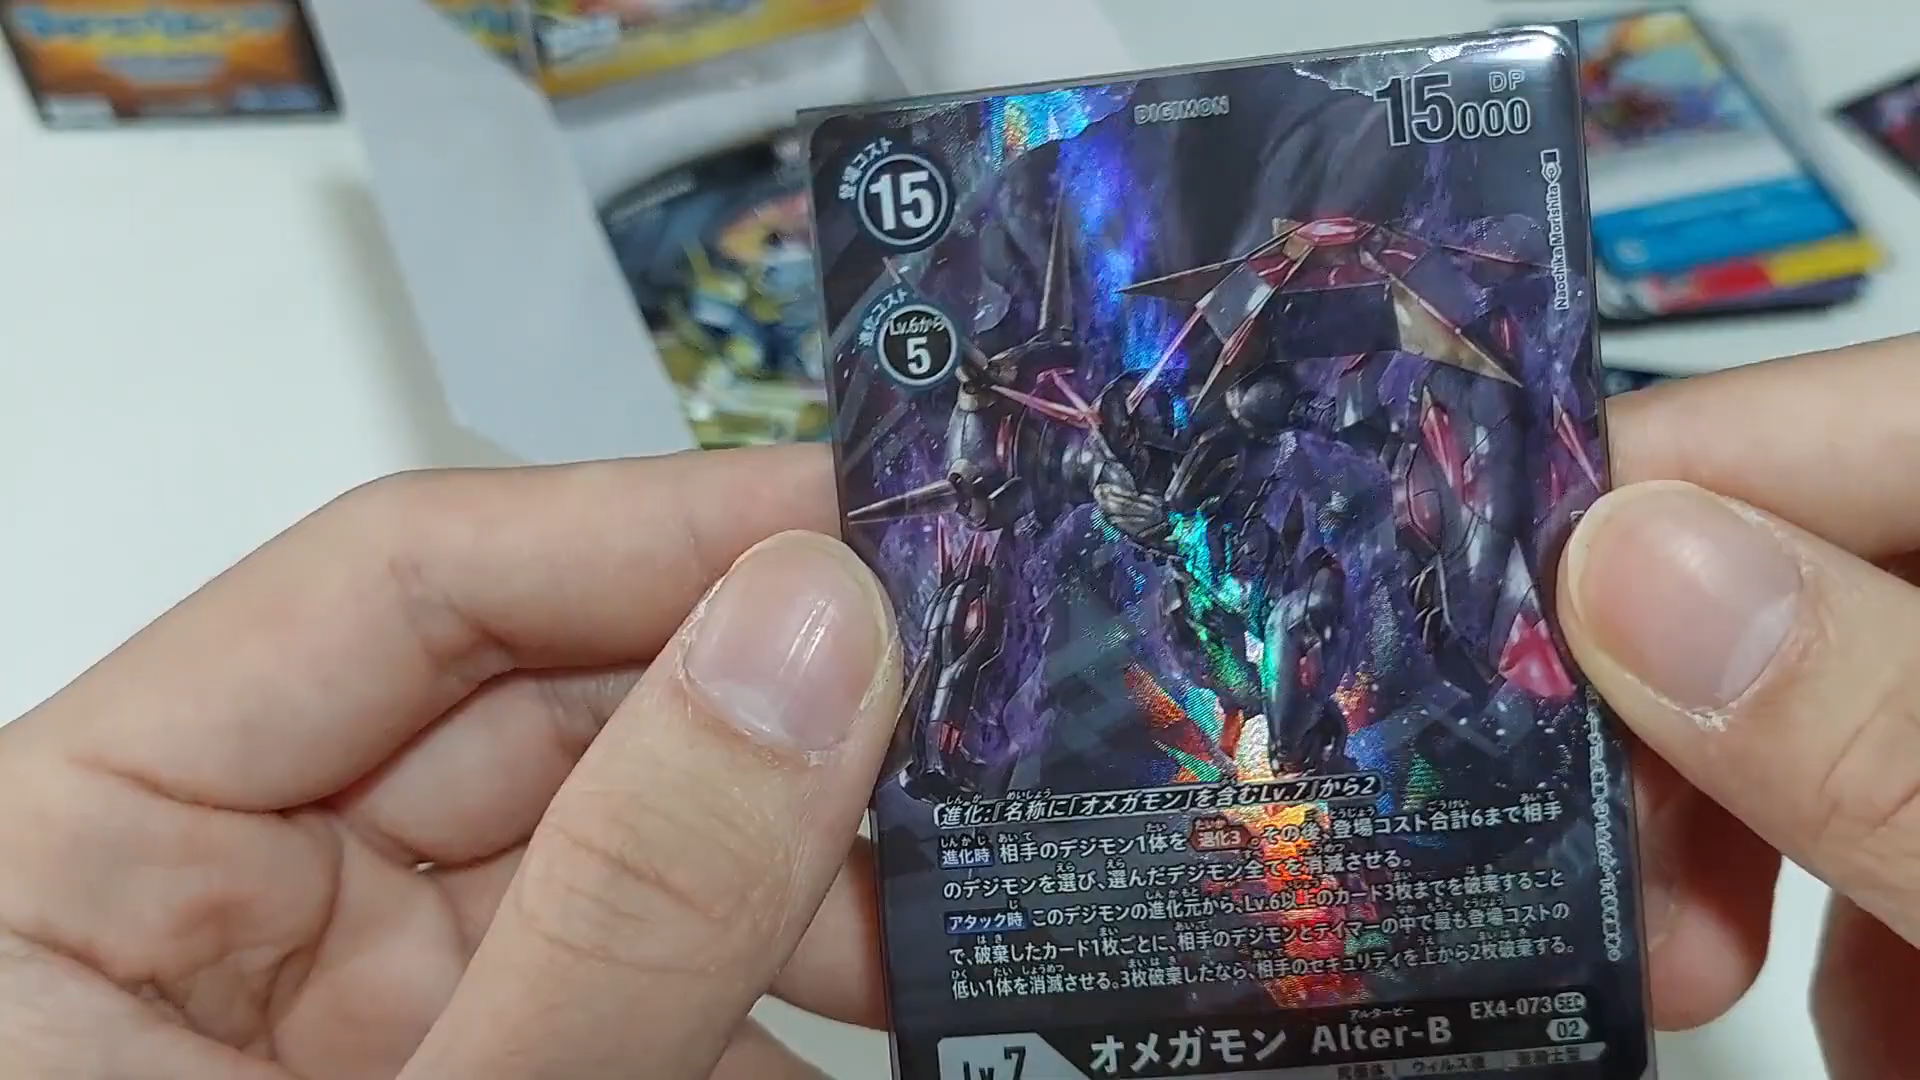 DIGIMON
DP
15000
登場コスト
15
進化コスト
Lv.6から
5
Naochika Morishita
進化:『名称に「オメガモン」を含むLv.7』から2
進化時 相手のデジモン1体を 退化3 。その後、登場コスト合計6まで相手
のデジモンを選び、選んだデジモン全てを消滅させる。
アタック時 このデジモンの進化元から、Lv.6以上のカード3枚までを破棄すること
で、破棄したカード1枚ごとに、相手のデジモンとテイマーの中で最も登場コストの
低い1体を消滅させる。3枚破棄したなら、相手のセキュリティを上から2枚破棄する。
EX4-073 SEC
02
Lv.7
オメガモン Alter-B
アルタービー